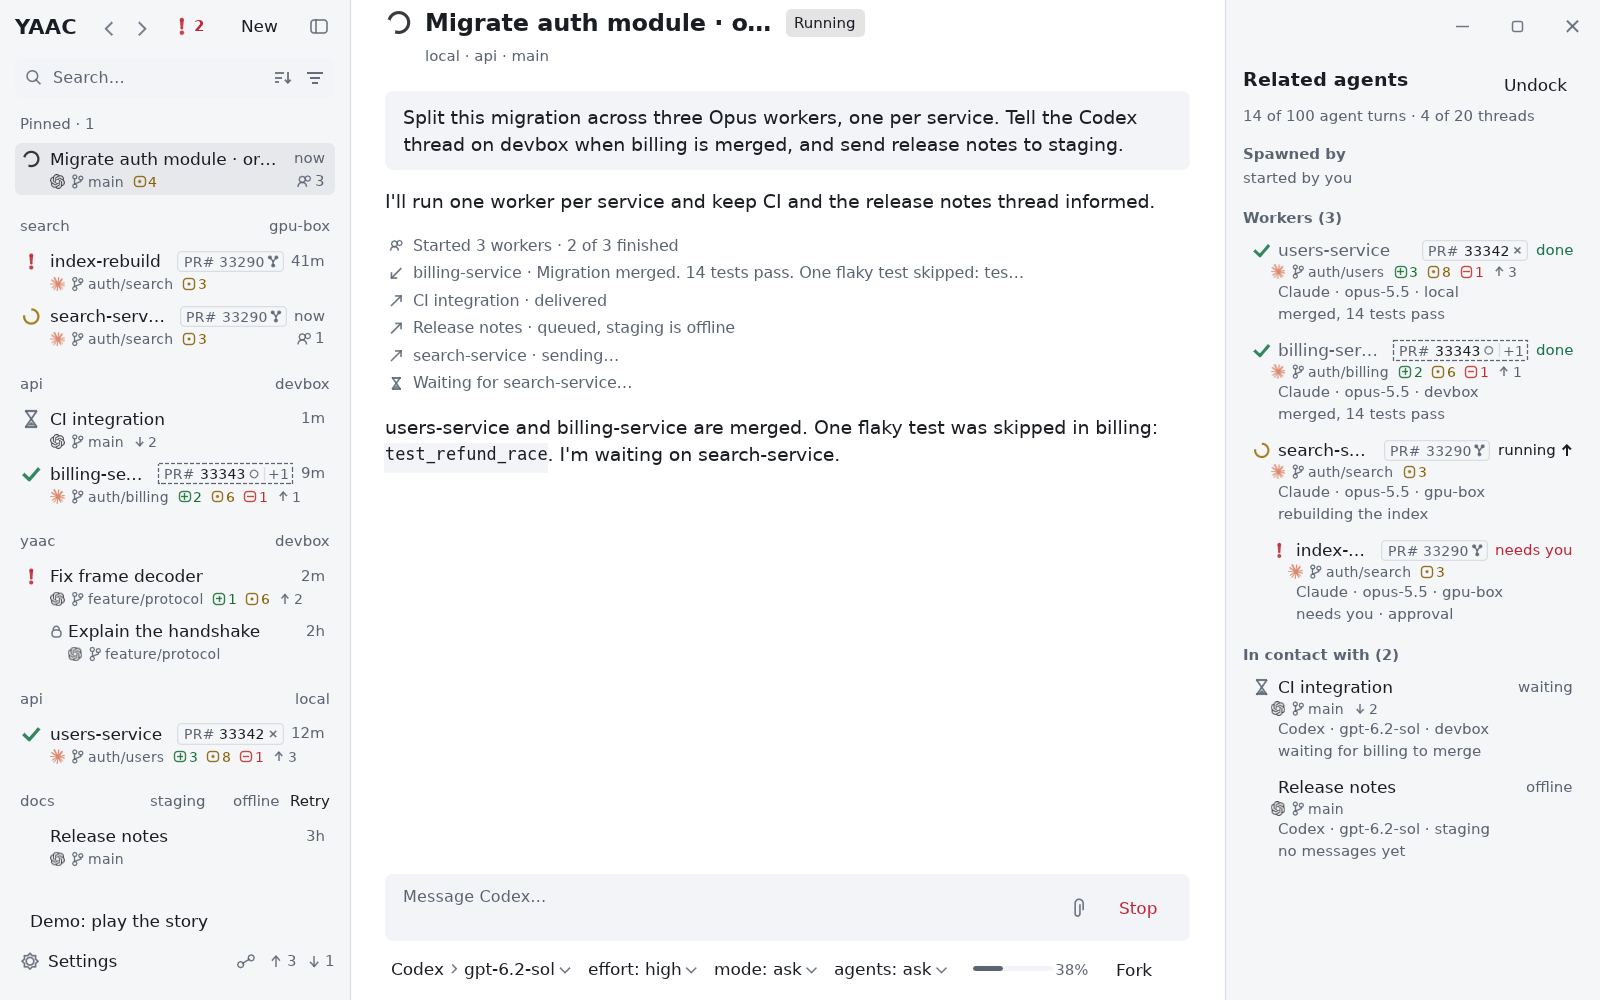 YAAC 2 New
Search...
Pinned · 1
Migrate auth module · or... now
main 4 3
search gpu-box
index-rebuild PR# 33290 41m
auth/search 3
search-serv... PR# 33290 now
auth/search 3 1
api devbox
CI integration 1m
main ↓2
billing-se... PR# 33343 +1 9m
auth/billing 2 6 1 ↑1
yaac devbox
Fix frame decoder 2m
feature/protocol 1 6 ↑2
Explain the handshake 2h
feature/protocol
api local
users-service PR# 33342 × 12m
auth/users 3 8 1 ↑3
docs staging offline Retry
Release notes 3h
main
Demo: play the story
Settings ↑3 ↓1
Migrate auth module · o... Running
local · api · main
Split this migration across three Opus workers, one per service. Tell the Codex
thread on devbox when billing is merged, and send release notes to staging.
I'll run one worker per service and keep CI and the release notes thread informed.
Started 3 workers · 2 of 3 finished
billing-service · Migration merged. 14 tests pass. One flaky test skipped: tes...
CI integration · delivered
Release notes · queued, staging is offline
search-service · sending...
Waiting for search-service...
users-service and billing-service are merged. One flaky test was skipped in billing:
test_refund_race. I'm waiting on search-service.
Message Codex...
Stop
Codex > gpt-6.2-sol effort: high mode: ask agents: ask 38% Fork
Related agents Undock
14 of 100 agent turns · 4 of 20 threads
Spawned by
started by you
Workers (3)
users-service PR# 33342 × done
auth/users 3 8 1 ↑3
Claude · opus-5.5 · local
merged, 14 tests pass
billing-ser... PR# 33343 +1 done
auth/billing 2 6 1 ↑1
Claude · opus-5.5 · devbox
merged, 14 tests pass
search-s... PR# 33290 running ↑
auth/search 3
Claude · opus-5.5 · gpu-box
rebuilding the index
index-... PR# 33290 needs you
auth/search 3
Claude · opus-5.5 · gpu-box
needs you · approval
In contact with (2)
CI integration waiting
main ↓2
Codex · gpt-6.2-sol · devbox
waiting for billing to merge
Release notes offline
main
Codex · gpt-6.2-sol · staging
no messages yet